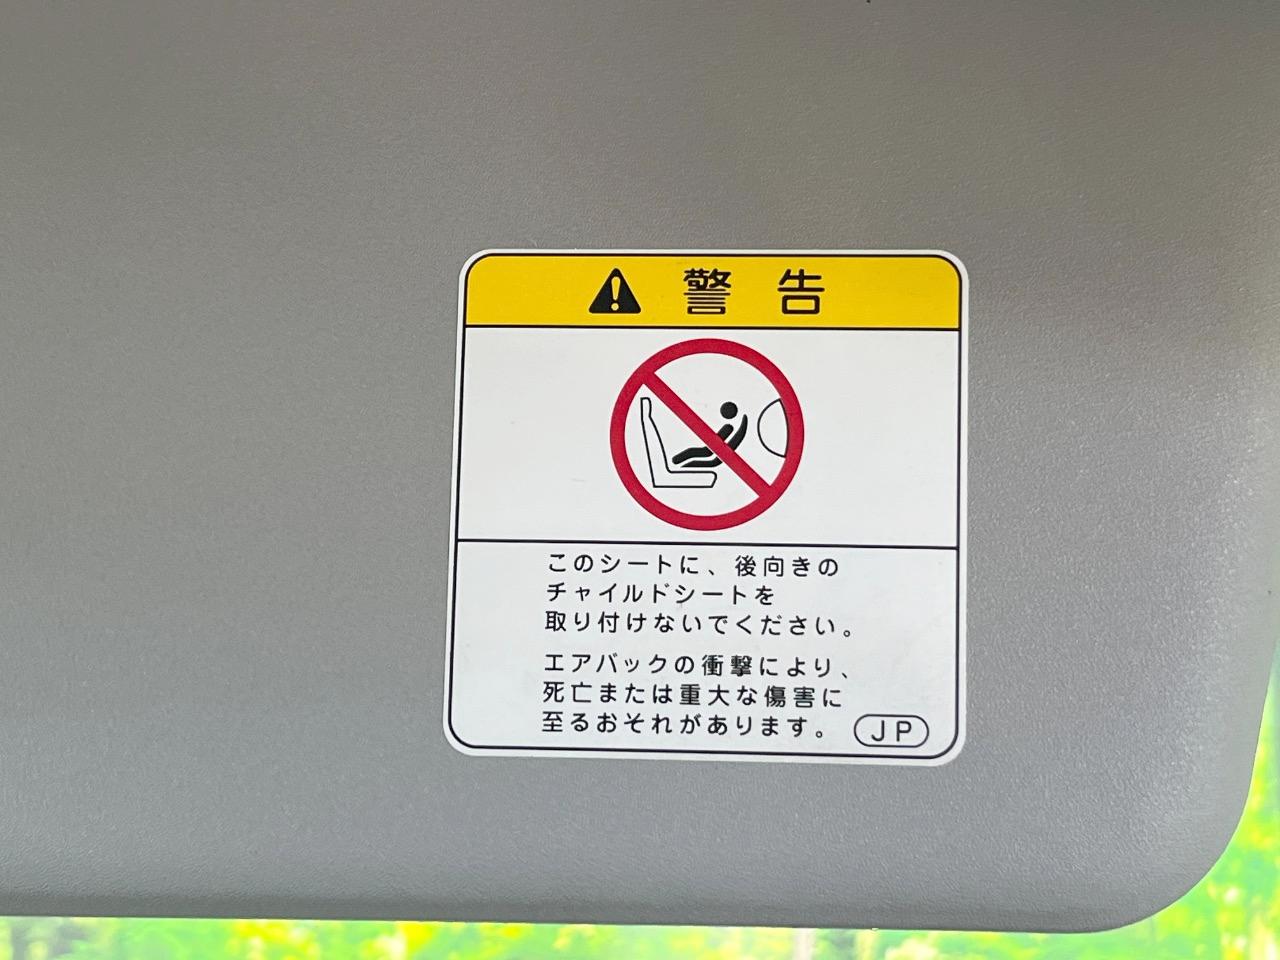 警告
このシートに、後向きの
チャイルドシートを
取り付けないでください。
エアバックの衝撃により、
死亡または重大な傷害に
至るおそれがあります。
JP